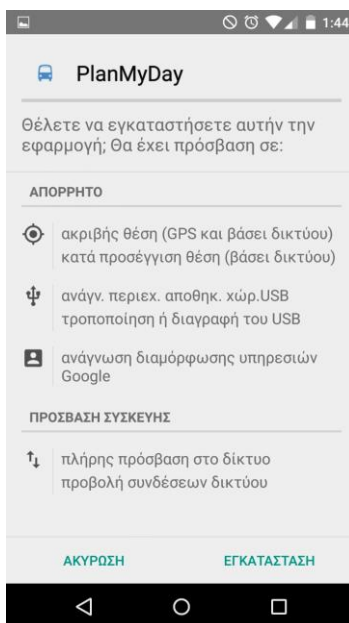 1:44
PlanMyDay
Θέλετε να εγκαταστήσετε αυτήν την
εφαρμογή; Θα έχει πρόσβαση σε:
ΑΠΟΡΡΗΤΟ
ακριβής θέση (GPS και βάσει δικτύου)
κατά προσέγγιση θέση (βάσει δικτύου)
ανάγν. περιεχ. αποθηκ. χώρ.USB
τροποποίηση ή διαγραφή του USB
ανάγνωση διαμόρφωσης υπηρεσιών
Google
ΠΡΟΣΒΑΣΗ ΣΥΣΚΕΥΗΣ
πλήρης πρόσβαση στο δίκτυο
προβολή συνδέσεων δικτύου
ΑΚΥΡΩΣΗ ΕΓΚΑΤΑΣΤΑΣΗ